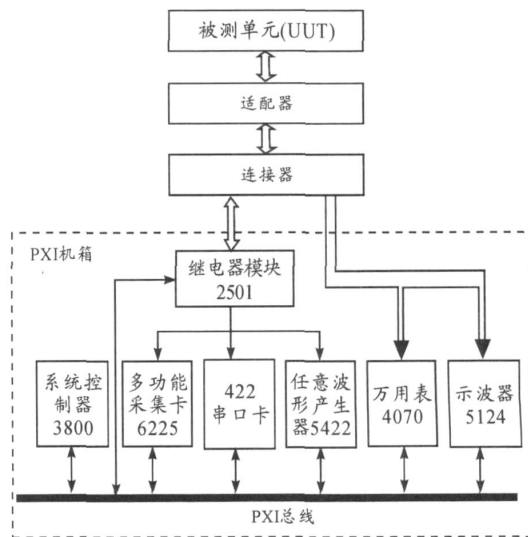 被测单元(UUT)
适配器
连接器
PXI机箱
继电器模块
2501
系统控
制器
3800
多功能
采集卡
6225
422
串口卡
任意波
形产生
器5422
万用表
4070
示波器
5124
PXI总线